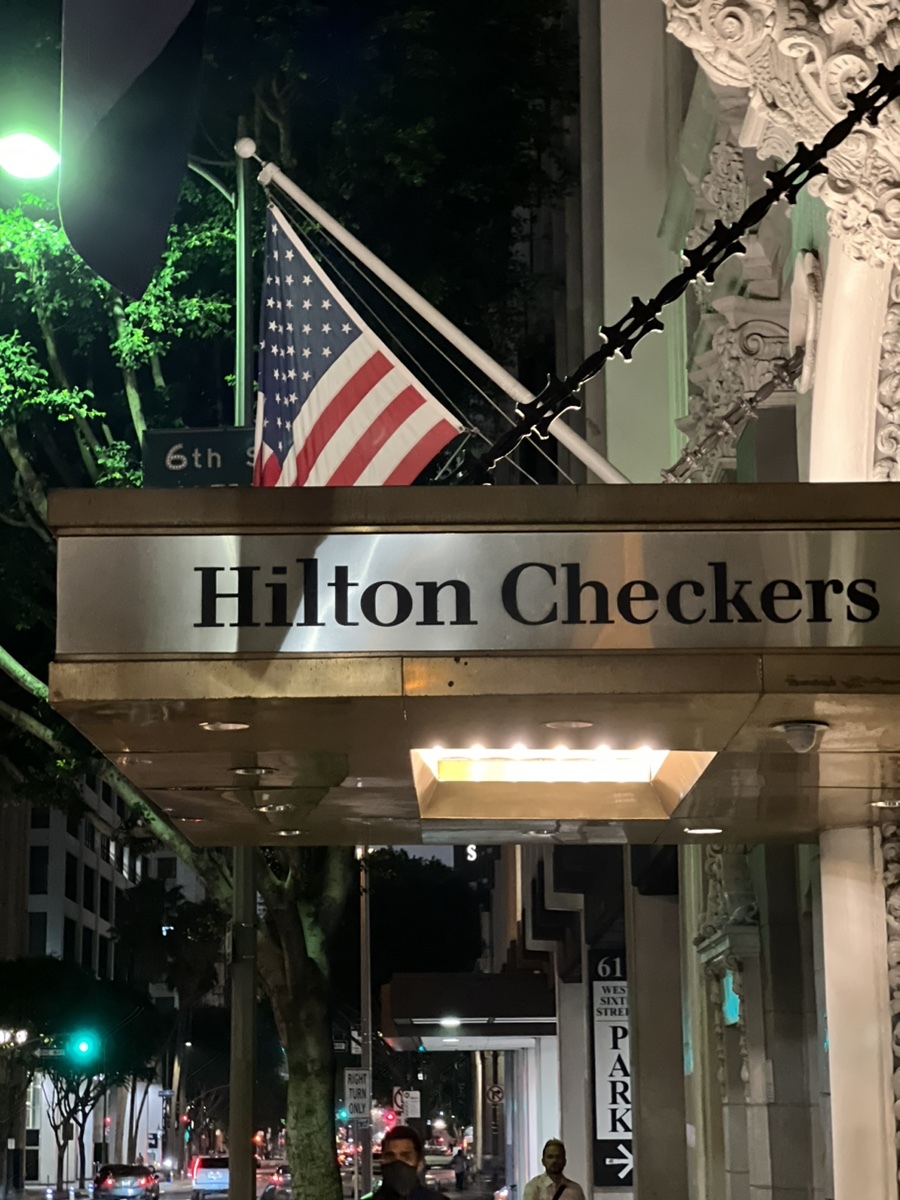 6th
Hilton Checkers
S
61
WEST
SIXTH
STREET
PARK
RIGHT
TURN
ONLY